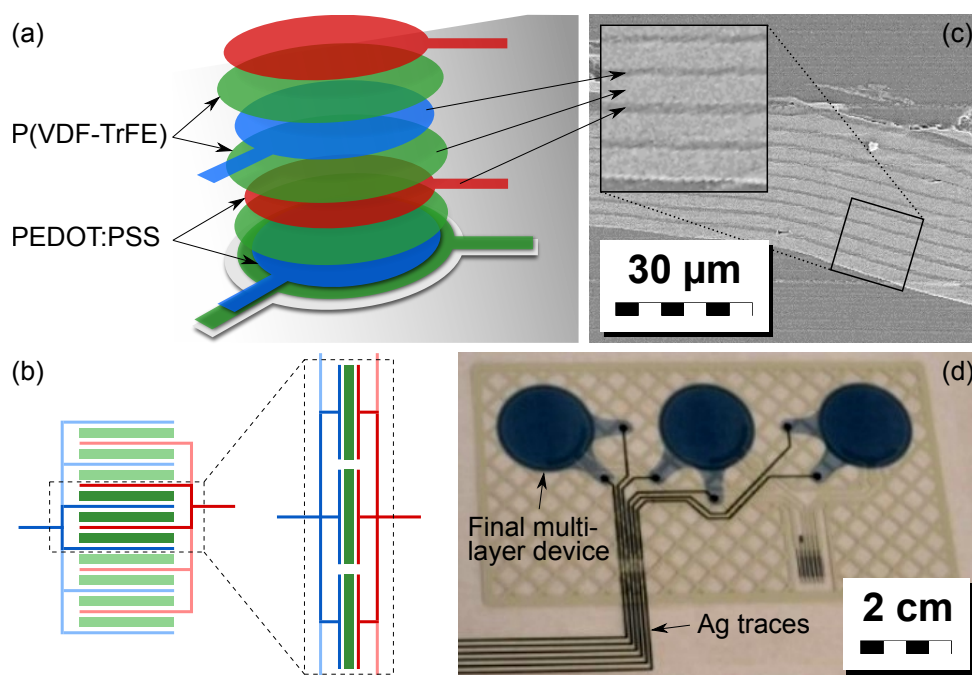 (a)
P(VDF-TrFE)
PEDOT:PSS
(c)
30 µm
(b)
(d)
Final multi-
layer device
Ag traces
2 cm